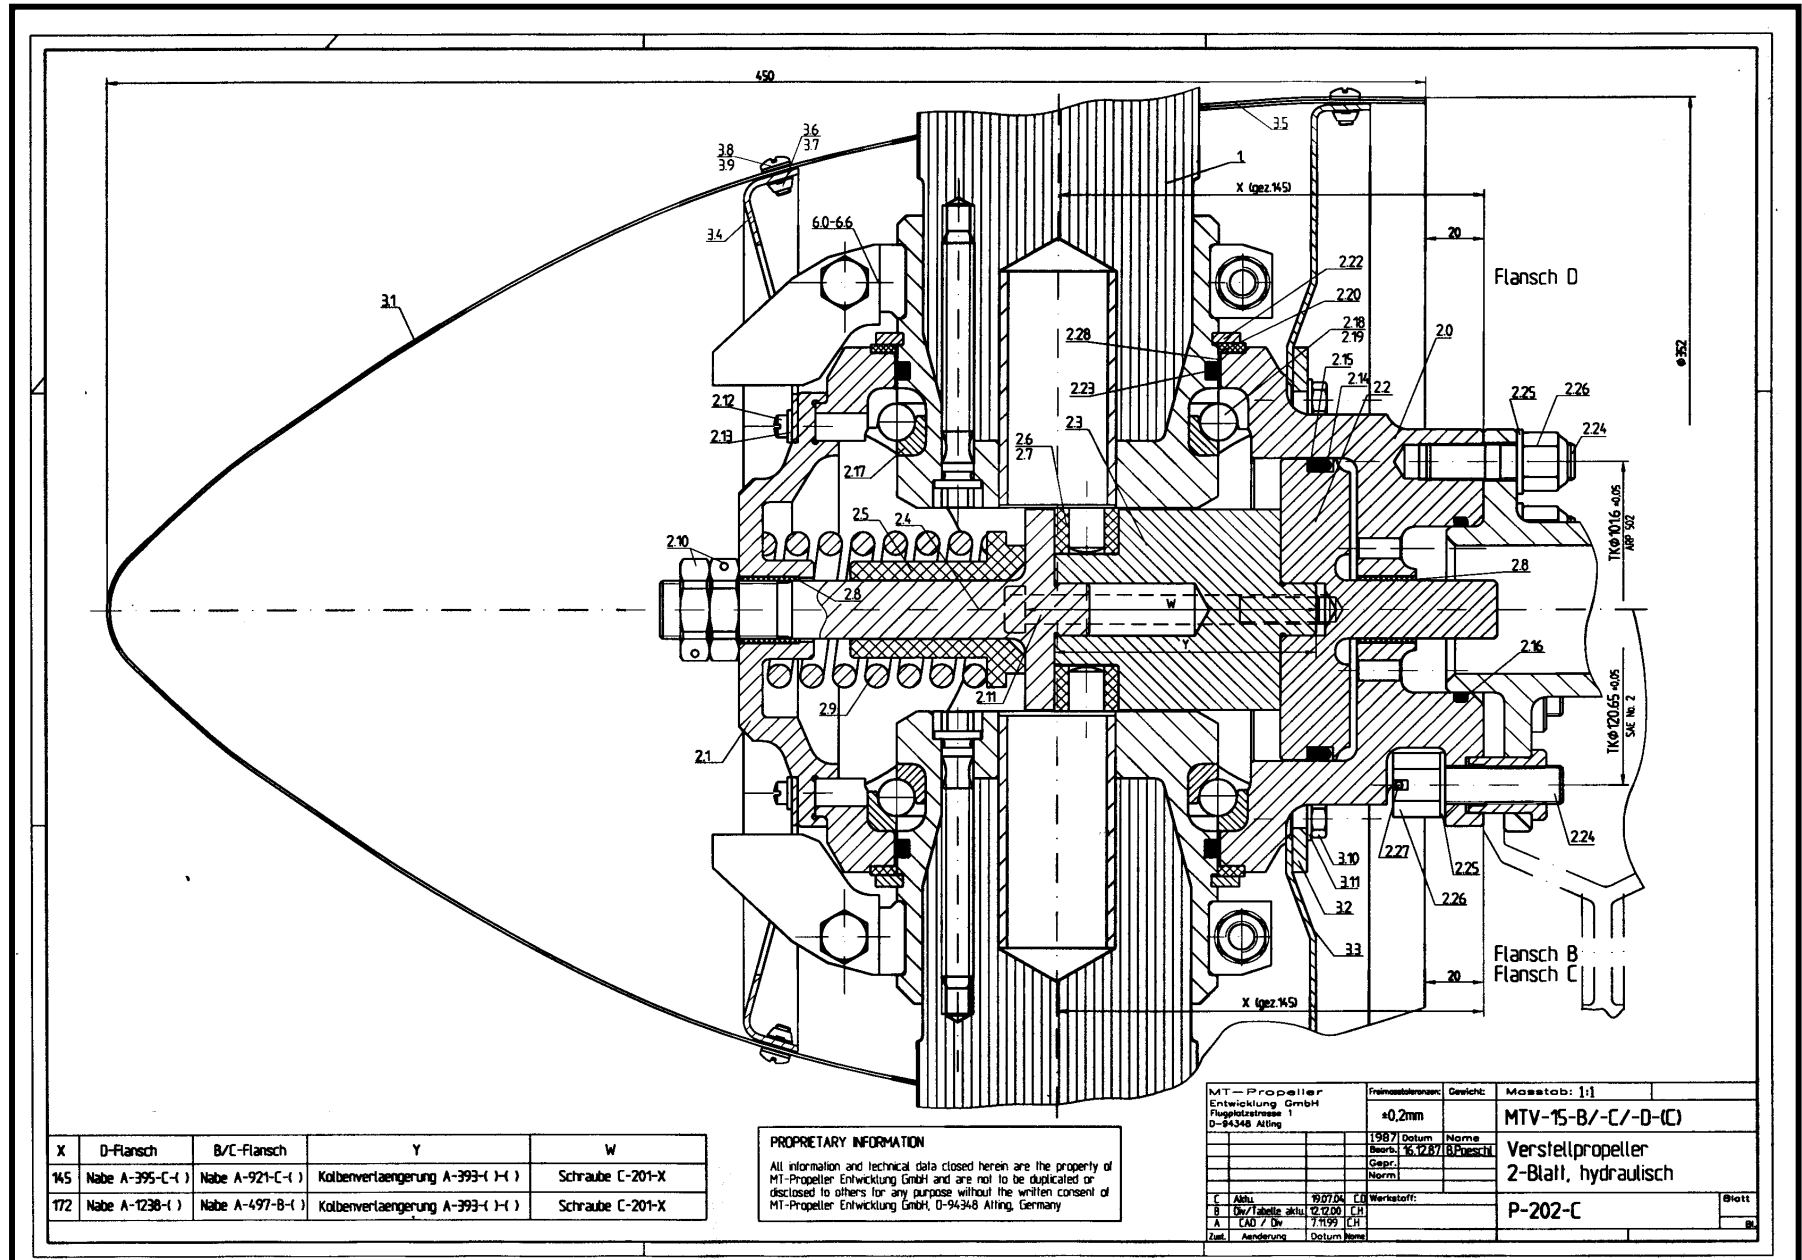 450
3.5
3.6
3.7
3.8
3.9
1
X (gez.145)
3.4
6.0-6.6
20
2.22
Flansch D
3.1
2.20
2.18
2.19
2.28
2.0
2.15
ø352
2.14
2.2
2.23
2.25
2.26
2.12
2.3
2.24
2.13
2.6
2.7
2.17
TKø101.6 ±0,05
ARP 502
2.5
2.4
2.10
2.8
2.8
W
Y
2.16
2.11
2.9
TKø120.65 ±0,05
SAE No. 2
2.1
2.24
2.27
3.10
2.25
3.11
2.26
3.2
3.3
Flansch B
Flansch C
20
X (gez.145)
X D-Flansch B/C-Flansch Y W
145 Nabe A-395-C-( ) Nabe A-921-C-( ) Kolbenverlaengerung A-393-( )-( ) Schraube C-201-X
172 Nabe A-1238-( ) Nabe A-497-B-( ) Kolbenverlaengerung A-393-( )-( ) Schraube C-201-X
PROPRIETARY INFORMATION
All information and technical data closed herein are the property of
MT-Propeller Entwicklung GmbH and are not to be duplicated or
disclosed to others for any purpose without the written consent of
MT-Propeller Entwicklung GmbH, D-94348 Atting, Germany
MT-Propeller
Entwicklung GmbH
Flugplatzstrasse 1
D-94348 Atting
Freimasstoleranzen: Gewicht: Masstab: 1:1
±0,2mm
MTV-15-B/-C/-D-(C)
1987 Datum Name
Bearb. 16.12.87 B.Poeschl
Gepr.
Norm
Verstellpropeller
2-Blatt, hydraulisch
C Aktu. 19.07.04 C.D
B Div/Tabelle aktu. 12.12.00 C.H
A CAD / Div 7.11.99 C.H
Zust. Aenderung Datum Name
Werkstoff:
P-202-C
Blatt
Bl.